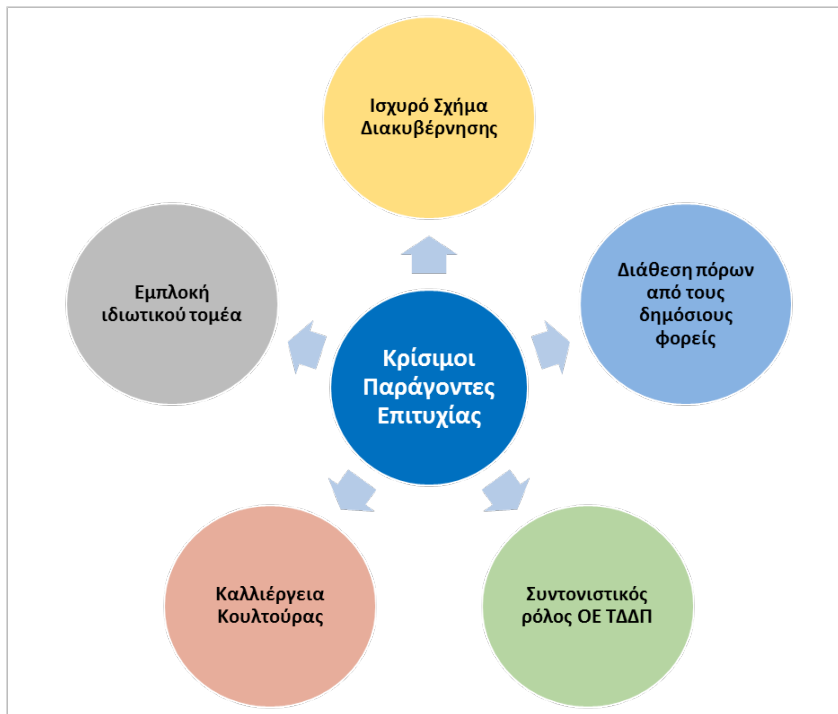 Ισχυρό Σχήμα
Διακυβέρνησης
Διάθεση πόρων
από τους
δημόσιους
φορείς
Εμπλοκή
ιδιωτικού τομέα
Κρίσιμοι
Παράγοντες
Επιτυχίας
Καλλιέργεια
Κουλτούρας
Συντονιστικός
ρόλος ΟΕ ΤΔΔΠ